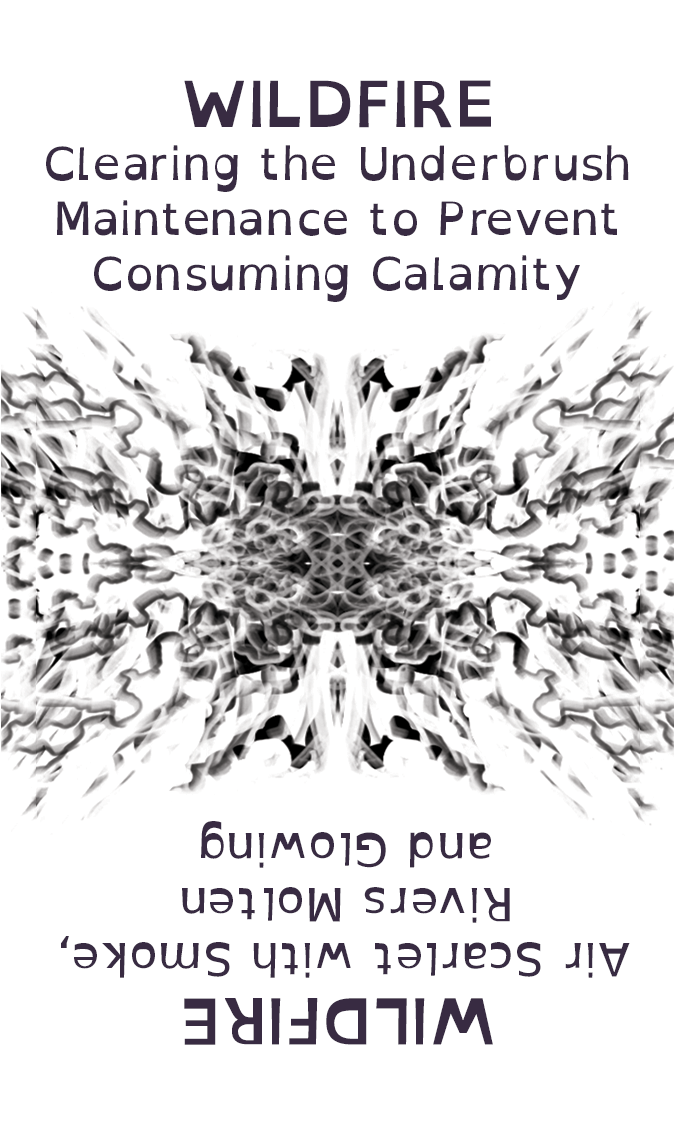 WILDFIRE
Clearing the Underbrush
Maintenance to Prevent
Consuming Calamity
WILDFIRE
Air Scarlet with Smoke,
Rivers Molten
and Glowing